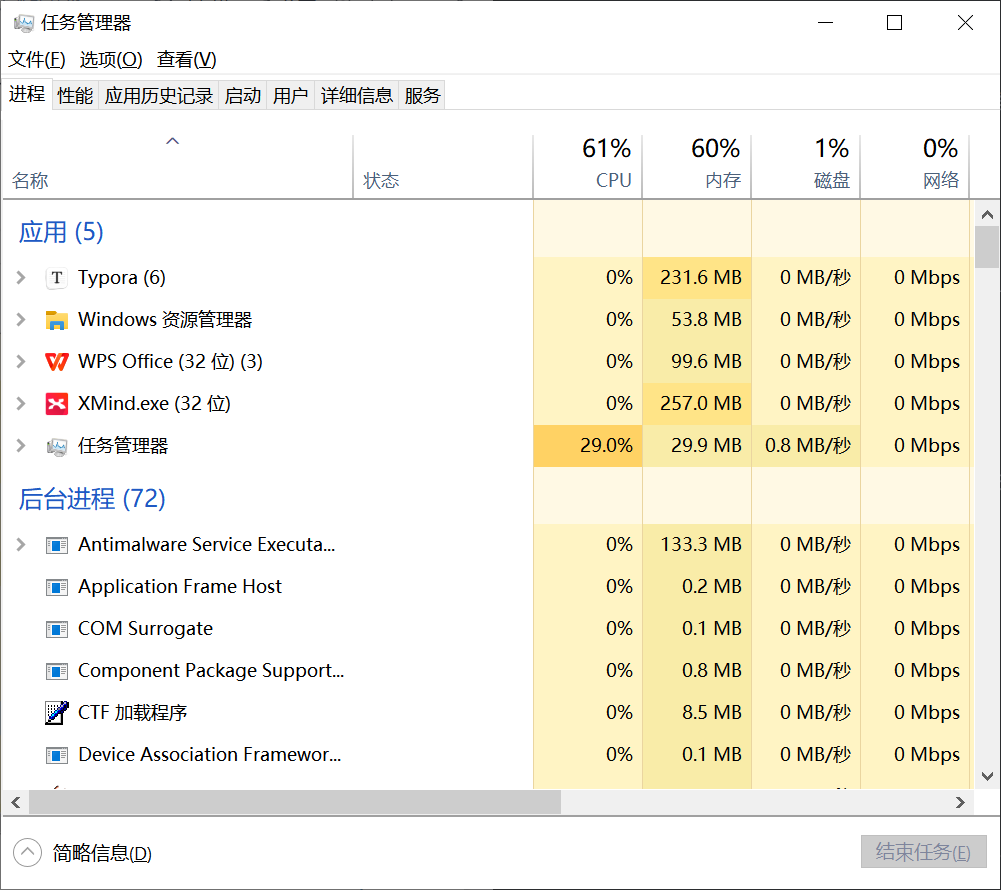 任务管理器
文件(F) 选项(O) 查看(V)
进程 性能 应用历史记录 启动 用户 详细信息 服务
61% 60% 1% 0%
名称 状态 CPU 内存 磁盘 网络
应用 (5)
T Typora (6) 0% 231.6 MB 0 MB/秒 0 Mbps
Windows 资源管理器 0% 53.8 MB 0 MB/秒 0 Mbps
WPS Office (32 位) (3) 0% 99.6 MB 0 MB/秒 0 Mbps
XMind.exe (32 位) 0% 257.0 MB 0 MB/秒 0 Mbps
任务管理器 29.0% 29.9 MB 0.8 MB/秒 0 Mbps
后台进程 (72)
Antimalware Service Executa... 0% 133.3 MB 0 MB/秒 0 Mbps
Application Frame Host 0% 0.2 MB 0 MB/秒 0 Mbps
COM Surrogate 0% 0.1 MB 0 MB/秒 0 Mbps
Component Package Support... 0% 0.8 MB 0 MB/秒 0 Mbps
CTF 加载程序 0% 8.5 MB 0 MB/秒 0 Mbps
Device Association Framewor... 0% 0.1 MB 0 MB/秒 0 Mbps
简略信息(D) 结束任务(E)